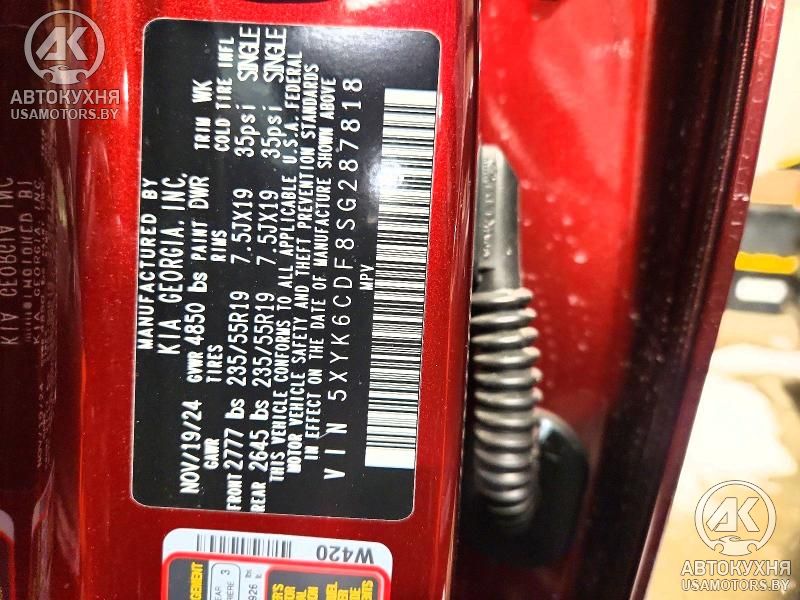 АВТОКУХНЯ
USAMOTORS.BY
MANUFACTURED BY
KIA GEORGIA, INC.
NOV/19/24 GVWR 4850 lbs PAINT DWR TRIM WK
GAWR TIRES RIMS COLD TIRE INFL
FRONT 2777 lbs 235/55R19 7.5JX19 35psi SINGLE
REAR 2645 lbs 235/55R19 7.5JX19 35psi SINGLE
THIS VEHICLE CONFORMS TO ALL APPLICABLE U.S.A. FEDERAL
MOTOR VEHICLE SAFETY AND THEFT PREVENTION STANDARDS
IN EFFECT ON THE DATE OF MANUFACTURE SHOWN ABOVE
VIN 5XYK6CDF8SG287818
MPV
W420
3
АВТОКУХНЯ
USAMOTORS.BY